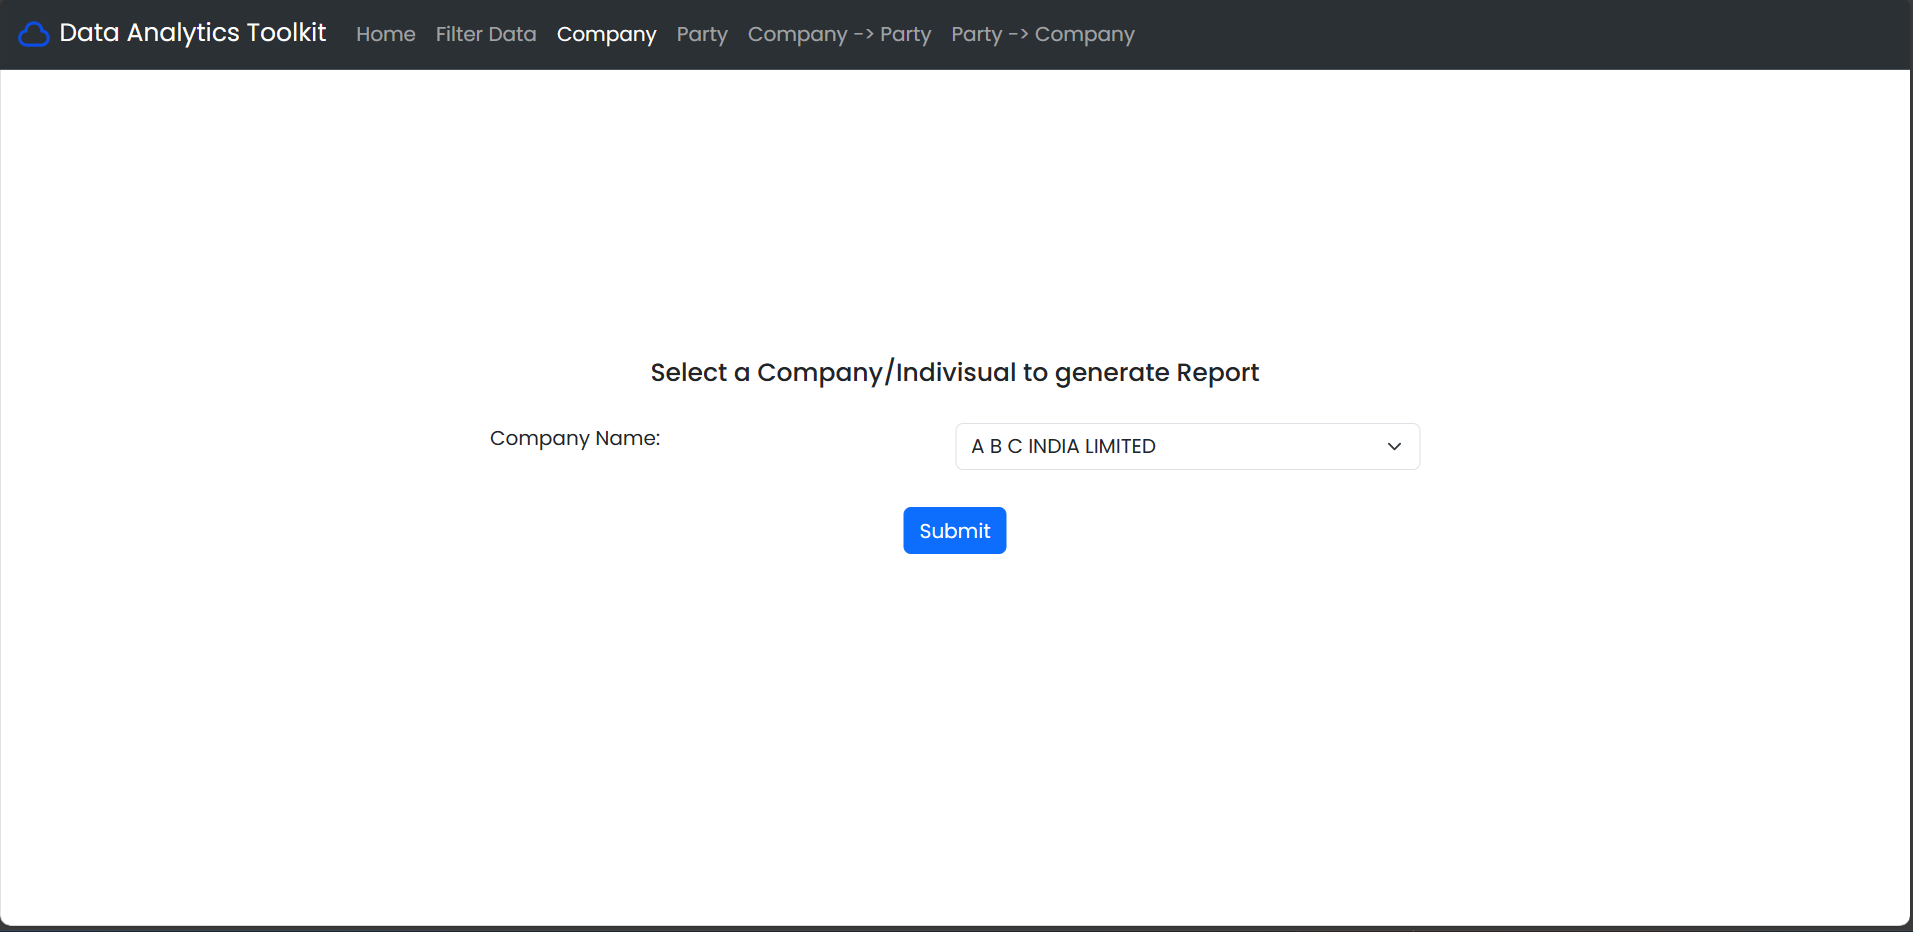 Data Analytics Toolkit Home Filter Data Company Party Company -> Party Party -> Company
Select a Company/Indivisual to generate Report
Company Name: A B C INDIA LIMITED
Submit